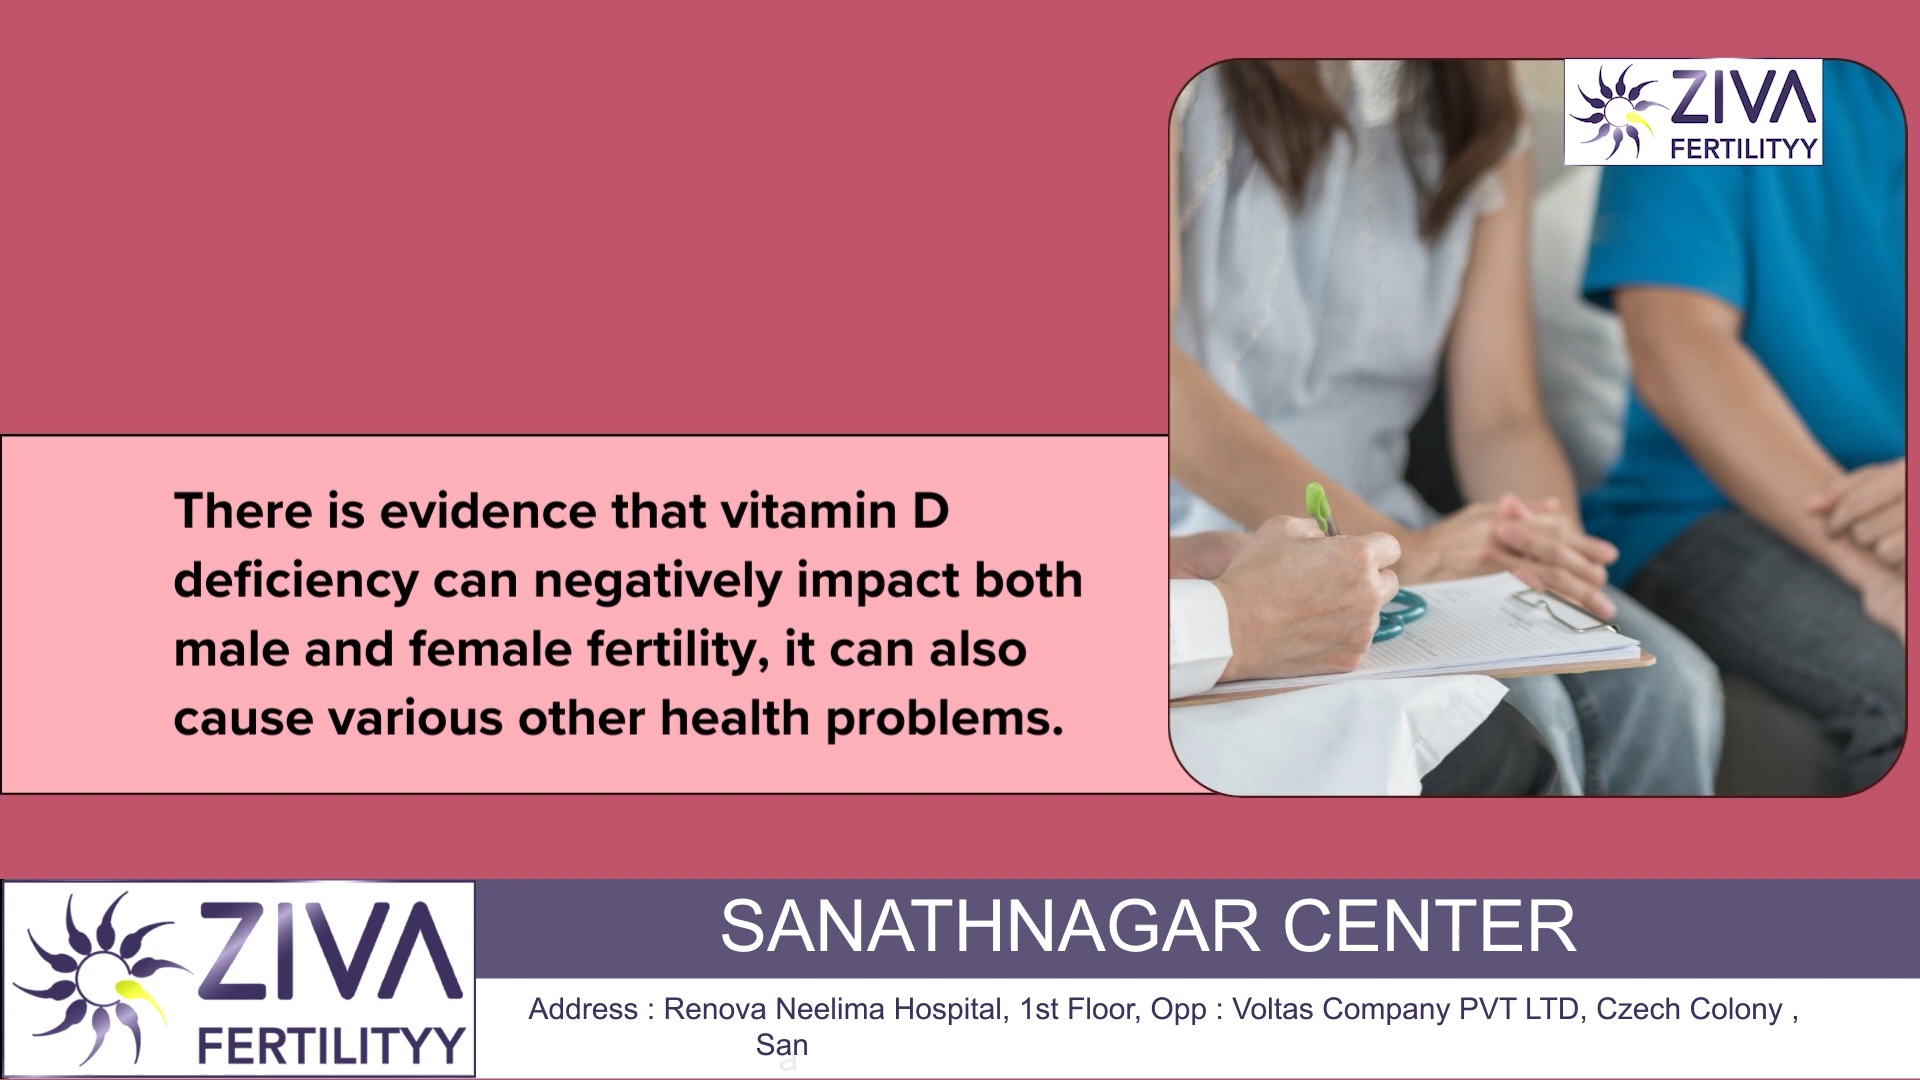 ZIVA
FERTILITYY
There is evidence that vitamin D
deficiency can negatively impact both
male and female fertility, it can also
cause various other health problems.
ZIVA
FERTILITYY
SANATHNAGAR CENTER
Address : Renova Neelima Hospital, 1st Floor, Opp : Voltas Company PVT LTD, Czech Colony ,
San
a